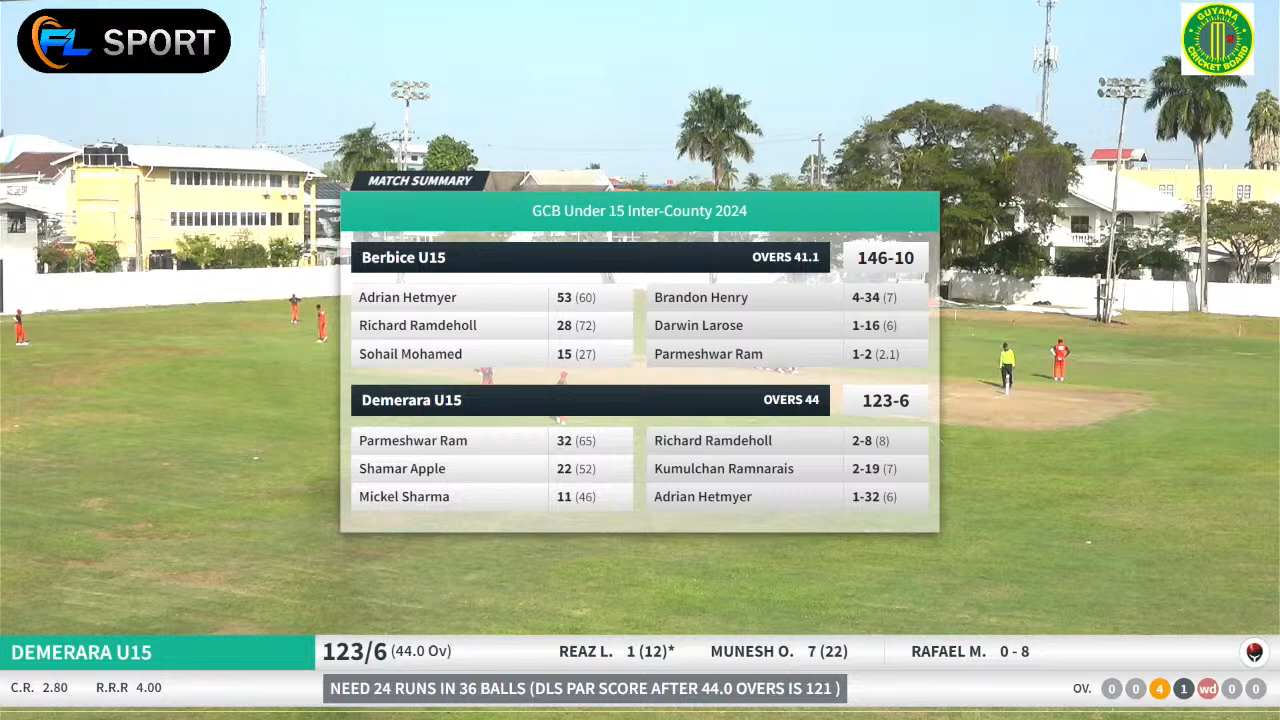 FL SPORT
GUYANA
CRICKET BOARD
MATCH SUMMARY
GCB Under 15 Inter-County 2024
Berbice U15 OVERS 41.1 146-10
Adrian Hetmyer 53 (60) Brandon Henry 4-34 (7)
Richard Ramdeholl 28 (72) Darwin Larose 1-16 (6)
Sohail Mohamed 15 (27) Parmeshwar Ram 1-2 (2.1)
Demerara U15 OVERS 44 123-6
Parmeshwar Ram 32 (65) Richard Ramdeholl 2-8 (8)
Shamar Apple 22 (52) Kumulchan Ramnarais 2-19 (7)
Mickel Sharma 11 (46) Adrian Hetmyer 1-32 (6)
DEMERARA U15 123/6 (44.0 Ov) REAZ L. 1 (12)* MUNESH O. 7 (22) RAFAEL M. 0 - 8
C.R. 2.80 R.R.R 4.00 NEED 24 RUNS IN 36 BALLS (DLS PAR SCORE AFTER 44.0 OVERS IS 121 ) OV. 0 0 4 1 wd 0 0